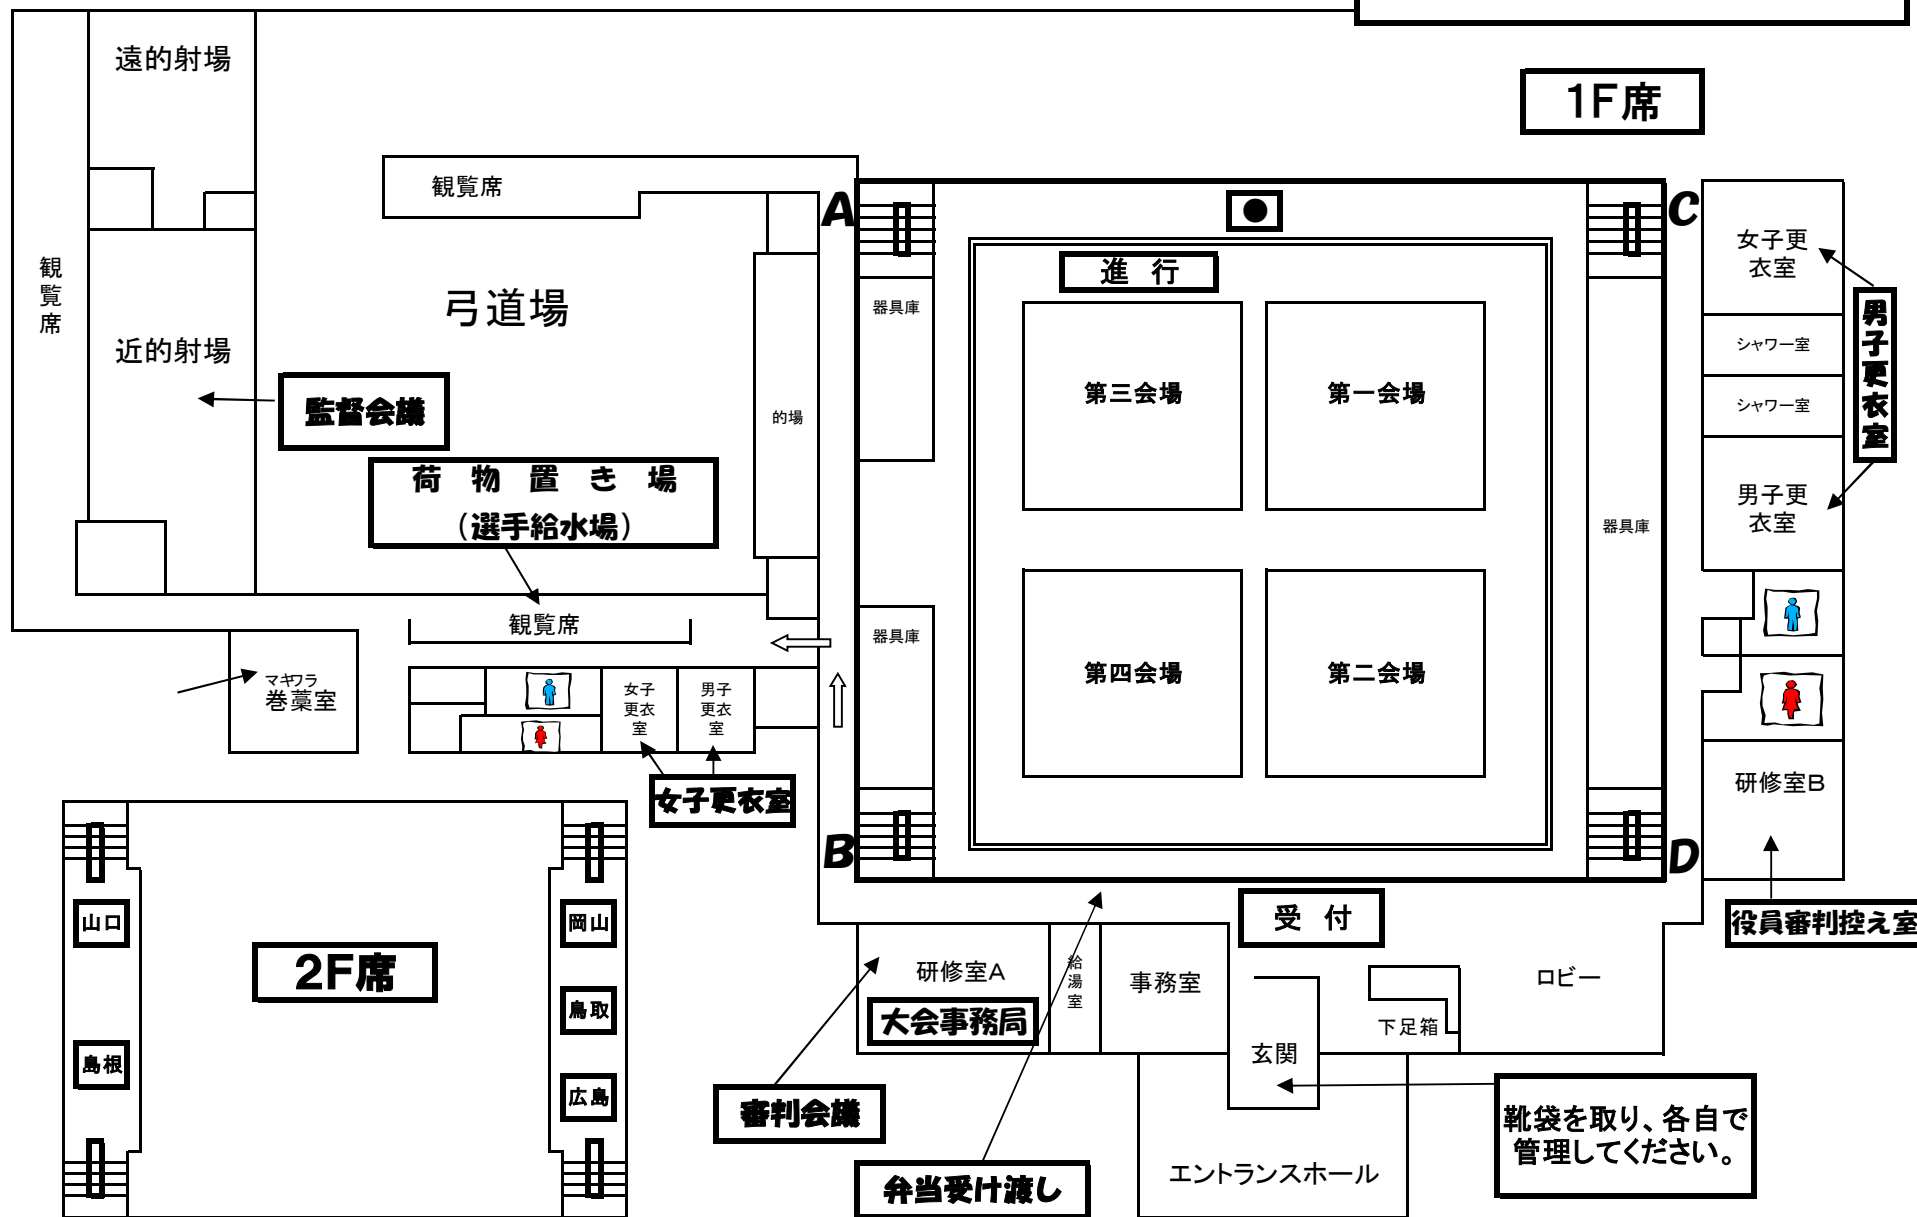 遠的射場
1F席
観覧席
A
C
進 行
女子更
衣室
観覧席
弓道場
器具庫
男子更衣室
シャワー室
近的射場
第三会場
第一会場
監督会議
的場
シャワー室
荷 物 置 き 場
(選手給水場)
男子更
衣室
器具庫
観覧席
器具庫
マキワラ
巻藁室
女子
更衣
室
男子
更衣
室
第四会場
第二会場
女子更衣室
研修室B
B
D
山口
岡山
受 付
役員審判控え室
2F席
研修室A
給湯室
事務室
ロビー
鳥取
大会事務局
下足箱
島根
玄関
広島
審判会議
靴袋を取り、各自で
管理してください。
弁当受け渡し
エントランスホール